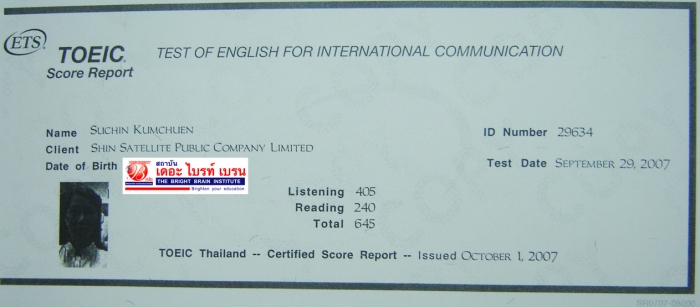 ETS
TOEIC
Score Report
TEST OF ENGLISH FOR INTERNATIONAL COMMUNICATION
Name SUCHIN KUMCHUEN
ID Number 29634
Client SHIN SATELLITE PUBLIC COMPANY LIMITED
Date of Birth
Test Date SEPTEMBER 29, 2007
สถาบัน
เดอะ ไบรท์ เบรน
THE BRIGHT BRAIN INSTITUTE
Brighten your education
Listening 405
Reading 240
Total 645
TOEIC Thailand -- Certified Score Report -- Issued OCTOBER 1, 2007